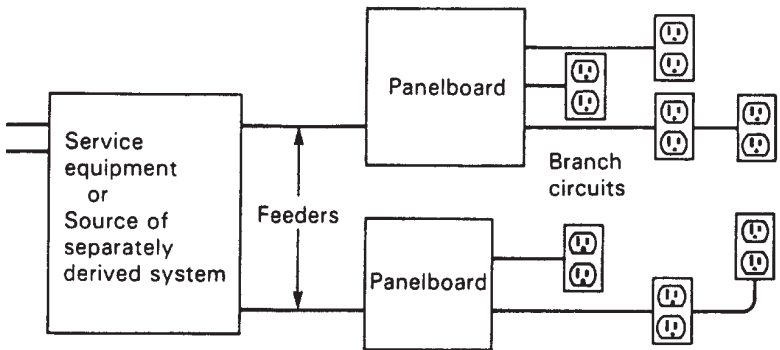 Service
equipment
or
Source of
separately
derived system
Feeders
Panelboard
Branch
circuits
Panelboard